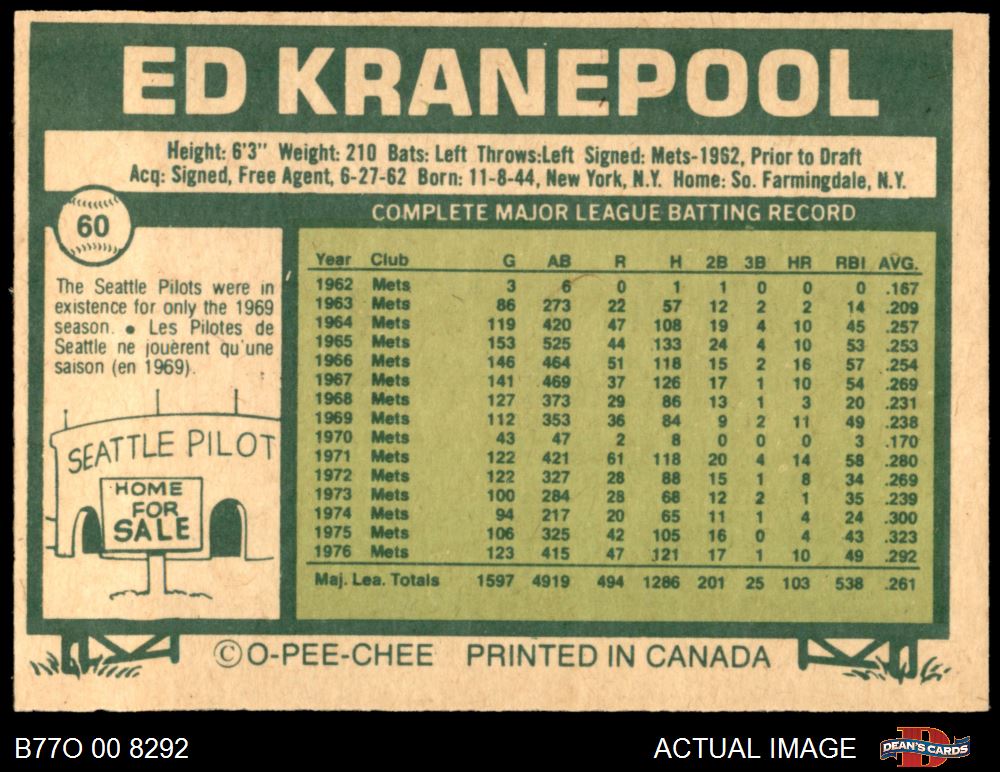 ED KRANEPOOL
Height: 6'3" Weight: 210 Bats: Left Throws:Left Signed: Mets-1962, Prior to Draft
Acq: Signed, Free Agent, 6-27-62 Born: 11-8-44, New York, N.Y. Home: So. Farmingdale, N.Y.
60
The Seattle Pilots were in
existence for only the 1969
season. ● Les Pilotes de
Seattle ne jouèrent qu'une
saison (en 1969).
SEATTLE PILOT
HOME
FOR
SALE
COMPLETE MAJOR LEAGUE BATTING RECORD
Year Club G AB R H 2B 3B HR RBI AVG.
1962 Mets 3 6 0 1 1 0 0 0 .167
1963 Mets 86 273 22 57 12 2 2 14 .209
1964 Mets 119 420 47 108 19 4 10 45 .257
1965 Mets 153 525 44 133 24 4 10 53 .253
1966 Mets 146 464 51 118 15 2 16 57 .254
1967 Mets 141 469 37 126 17 1 10 54 .269
1968 Mets 127 373 29 86 13 1 3 20 .231
1969 Mets 112 353 36 84 9 2 11 49 .238
1970 Mets 43 47 2 8 0 0 0 3 .170
1971 Mets 122 421 61 118 20 4 14 58 .280
1972 Mets 122 327 28 88 15 1 8 34 .269
1973 Mets 100 284 28 68 12 2 1 35 .239
1974 Mets 94 217 20 65 11 1 4 24 .300
1975 Mets 106 325 42 105 16 0 4 43 .323
1976 Mets 123 415 47 121 17 1 10 49 .292
Maj. Lea. Totals 1597 4919 494 1286 201 25 103 538 .261
©O-PEE-CHEE PRINTED IN CANADA
B77O 00 8292
ACTUAL IMAGE
DEAN'S CARDS